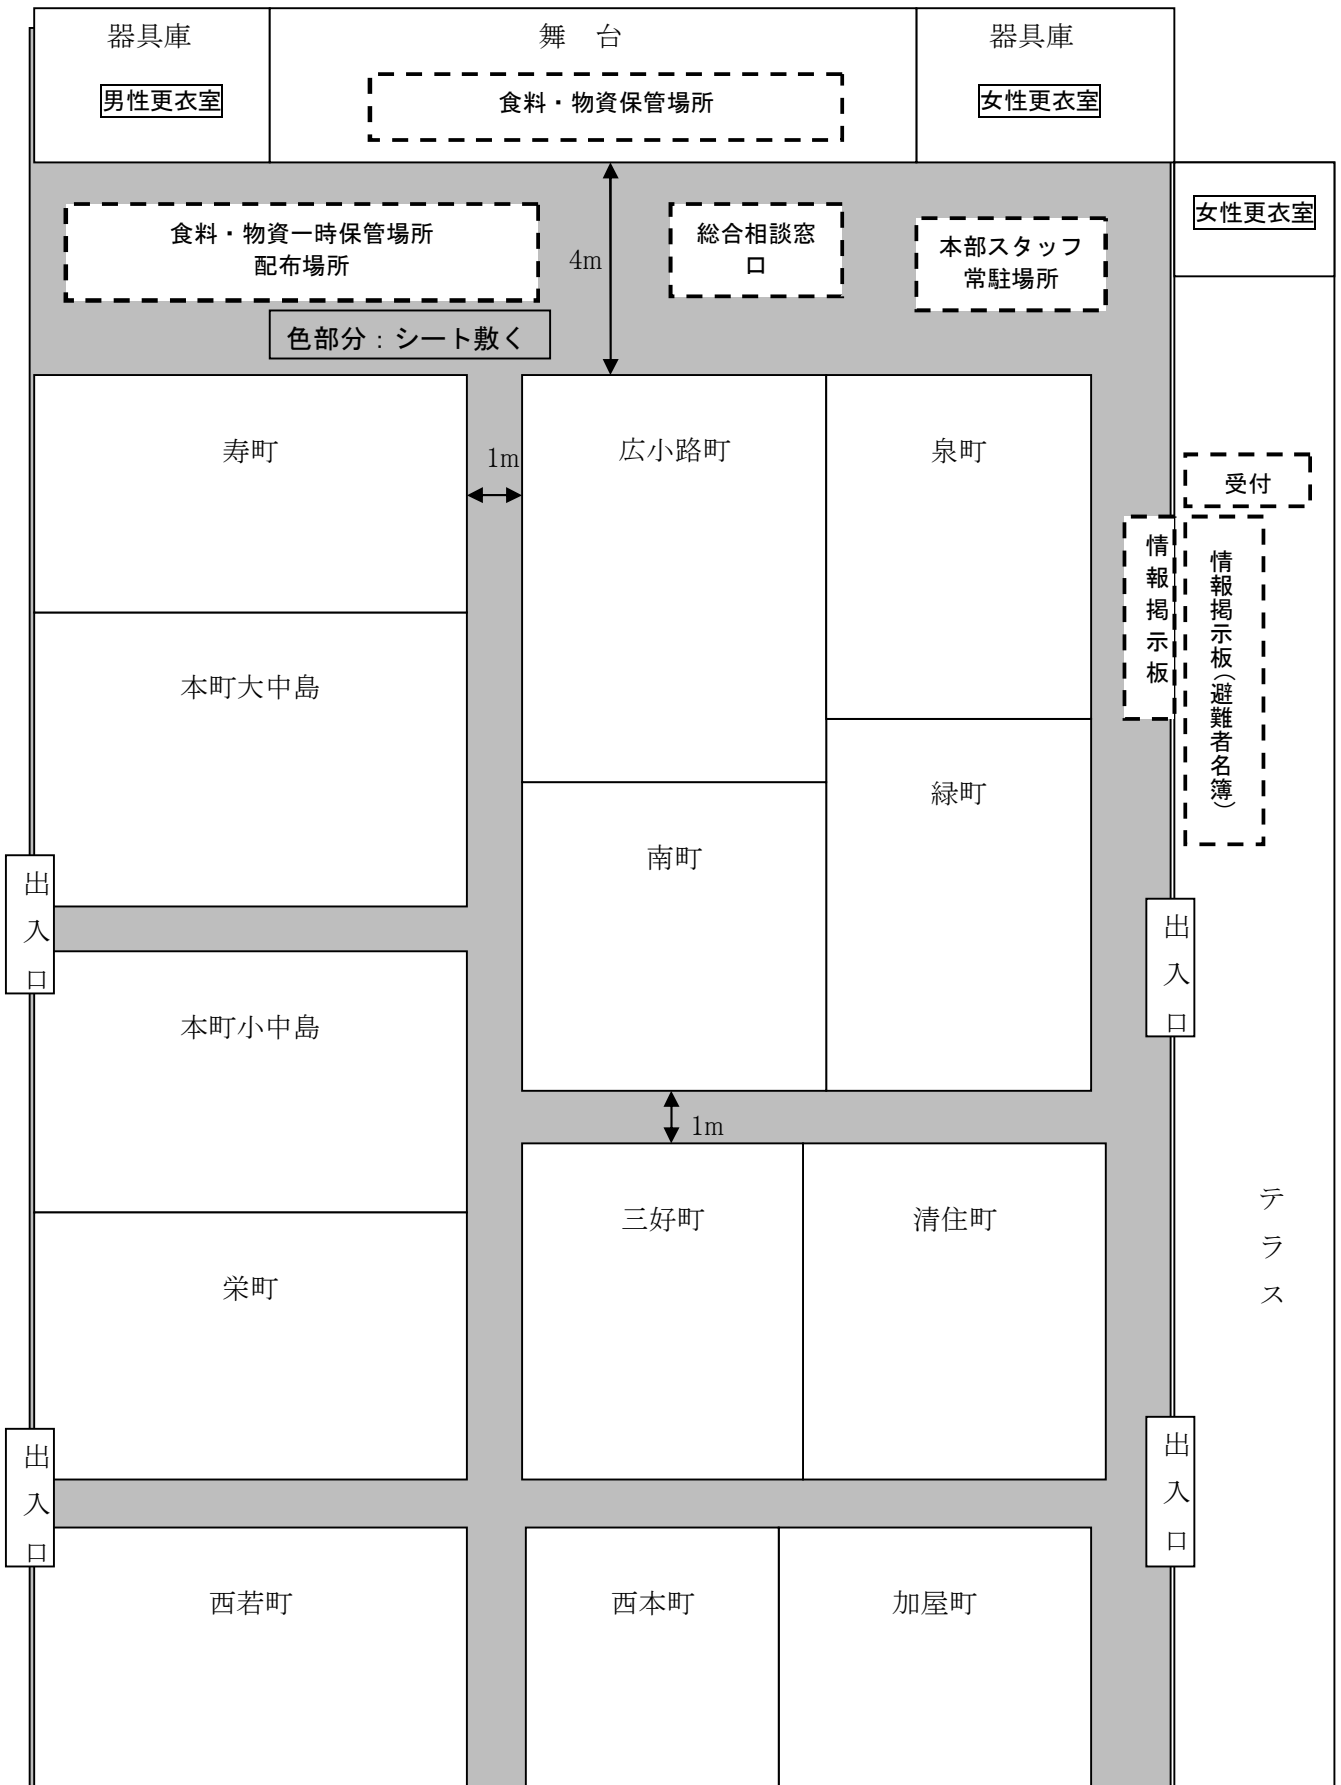 器具庫
舞　台
器具庫
男性更衣室
食料・物資保管場所
女性更衣室
女性更衣室
食料・物資一時保管場所
配布場所
4m
総合相談窓
口
本部スタッフ
常駐場所
色部分：シート敷く
寿町
1m
広小路町
泉町
受付
情報掲示板
情報掲示板（避難者名簿）
本町大中島
緑町
南町
出入口
出入口
本町小中島
1m
三好町
清住町
テラス
栄町
出入口
出入口
西若町
西本町
加屋町